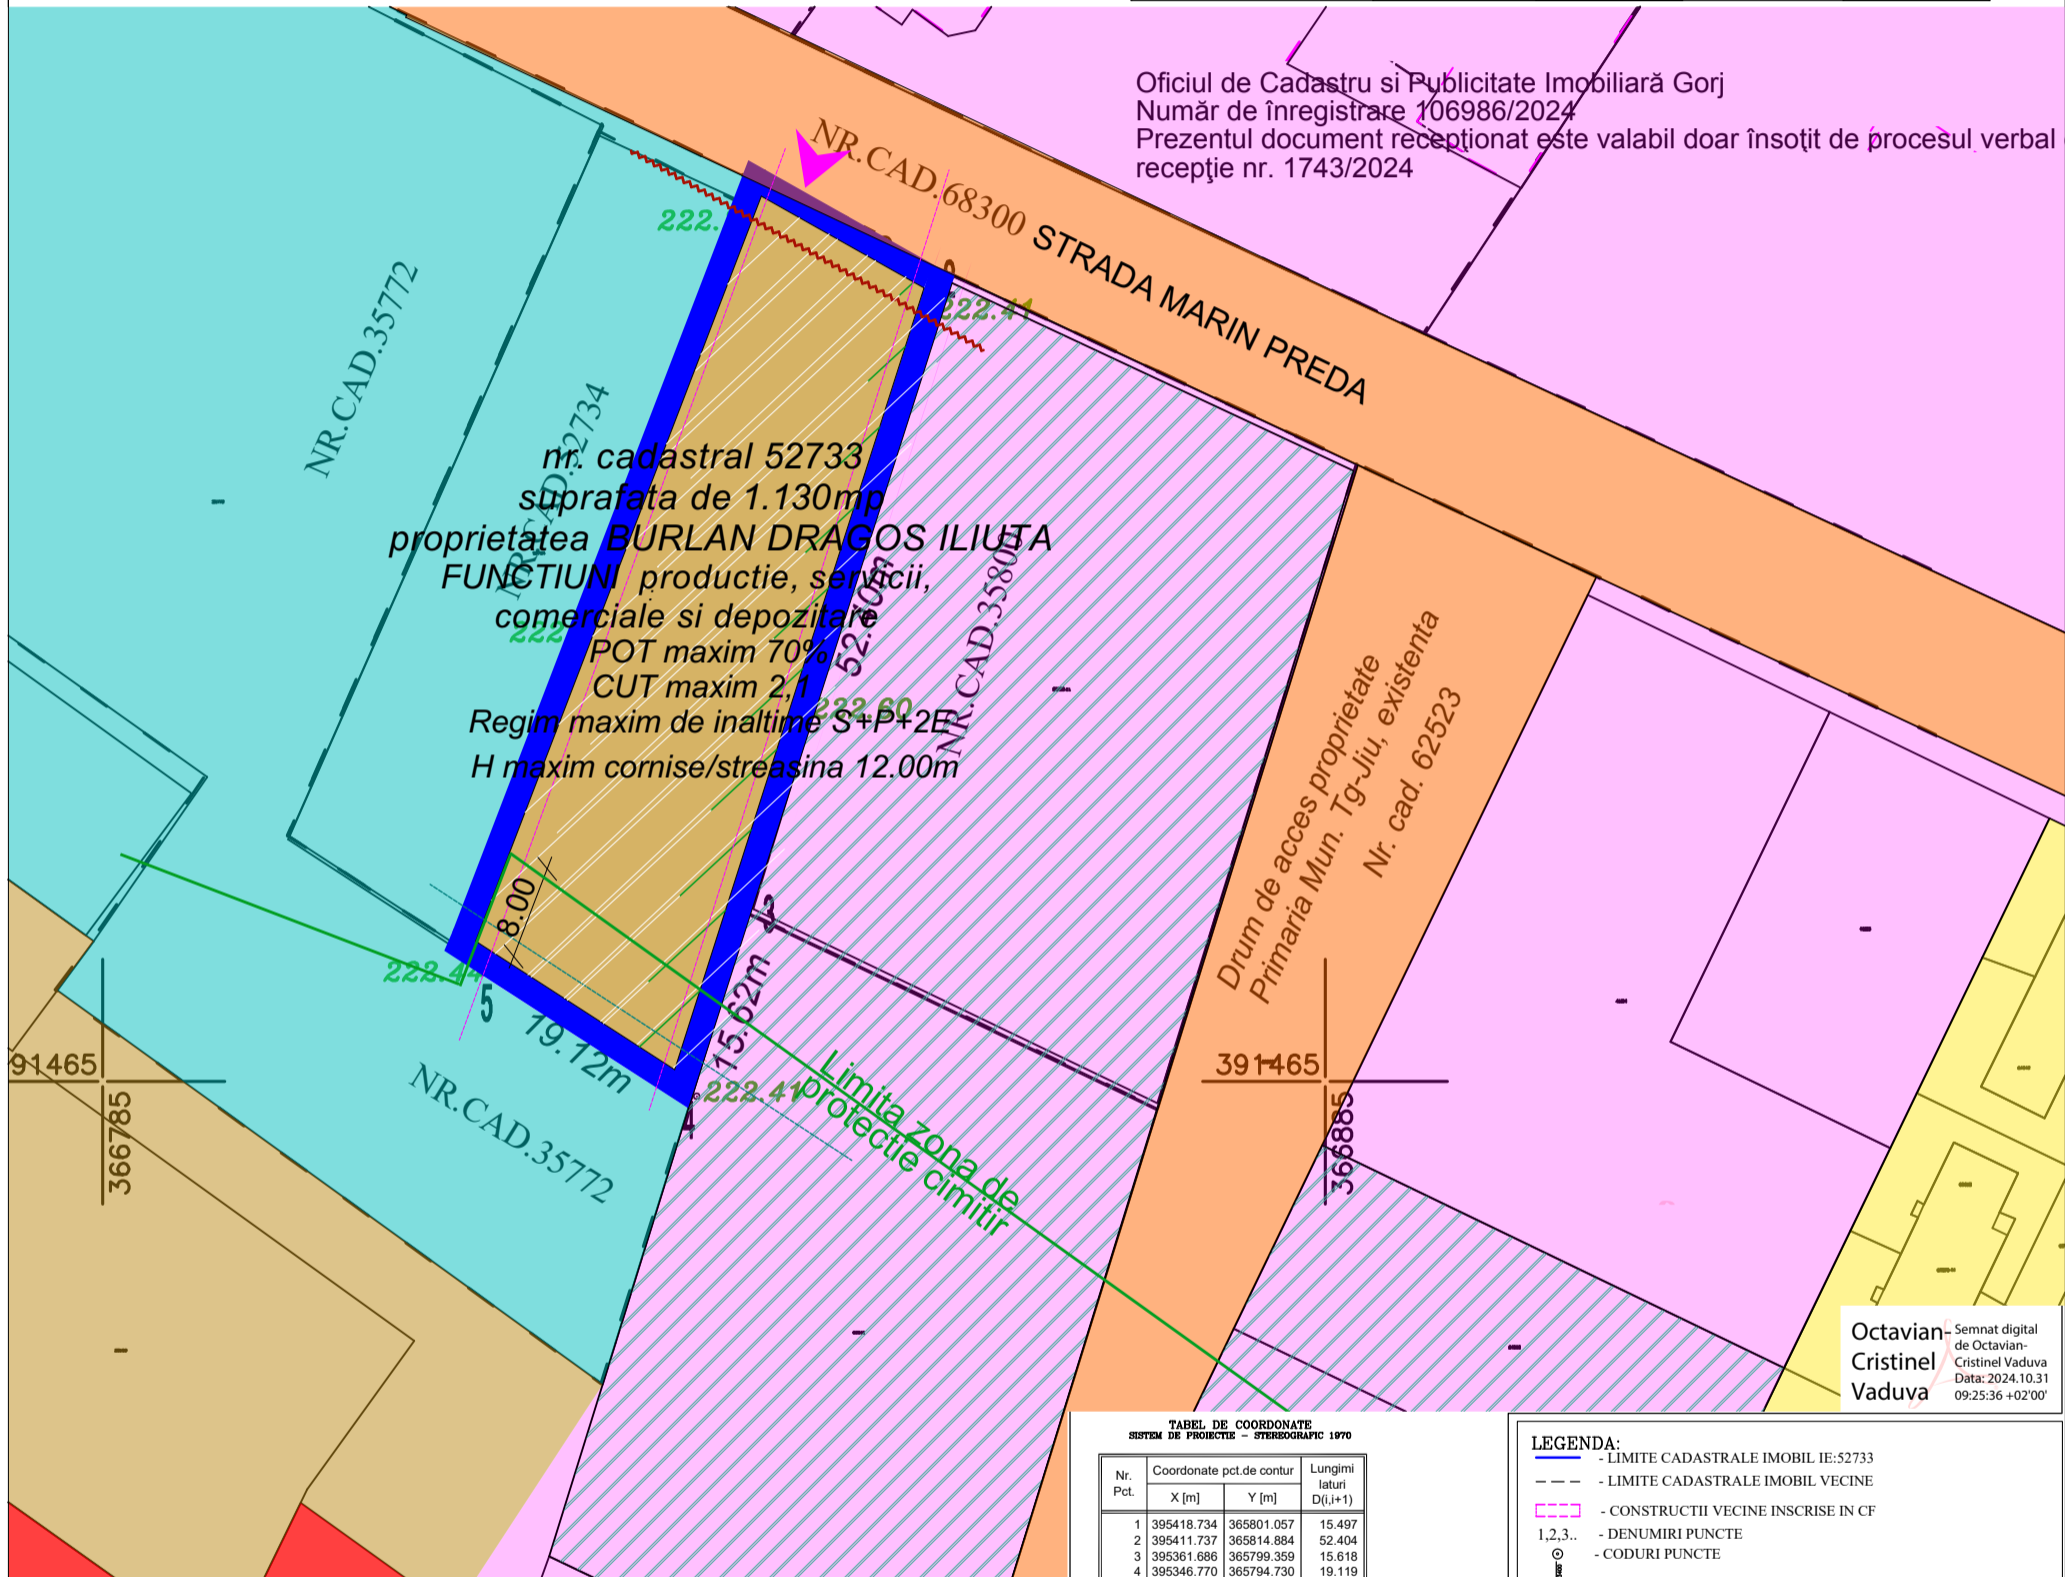 Oficiul de Cadastru si Publicitate Imobiliară Gorj
Număr de înregistrare 106986/2024
Prezentul document recepţionat este valabil doar însoţit de procesul verbal
recepţie nr. 1743/2024
NR.CAD.68300
STRADA MARIN PREDA
222.
222.41
NR.CAD.35772
NR.CAD.52734
nr. cadastral 52733
suprafata de 1.130mp
proprietatea BURLAN DRAGOS ILIUTA
FUNCTIUNI productie, servicii,
comerciale si depozitare
POT maxim 70%
CUT maxim 2,1
Regim maxim de inaltime S+P+2E
H maxim cornise/streasina 12.00m
222
52.40m
222.60
NR. CAD.35800
Drum de acces proprietate
Primaria Mun. Tg-Jiu, existenta
Nr. cad. 62523
8.00
3
222.44
5
19.12m
15.62m
222.41
NR.CAD.35772
Limita zona de
protectie cimitir
91465
366785
391465
366885
Octavian-
Cristinel
Vaduva
Semnat digital
de Octavian-
Cristinel Vaduva
Data: 2024.10.31
09:25:36 +02'00'
TABEL DE COORDONATE
SISTEM DE PROIECTIE - STEREOGRAFIC 1970
Nr. Pct. Coordonate pct.de contur Lungimi laturi D(i,i+1)
X [m] Y [m]
1 395418.734 365801.057 15.497
2 395411.737 365814.884 52.404
3 395361.686 365799.359 15.618
4 395346.770 365794.730 19.119
LEGENDA:
- LIMITE CADASTRALE IMOBIL IE:52733
- LIMITE CADASTRALE IMOBIL VECINE
- CONSTRUCTII VECINE INSCRISE IN CF
1,2,3.. - DENUMIRI PUNCTE
- CODURI PUNCTE